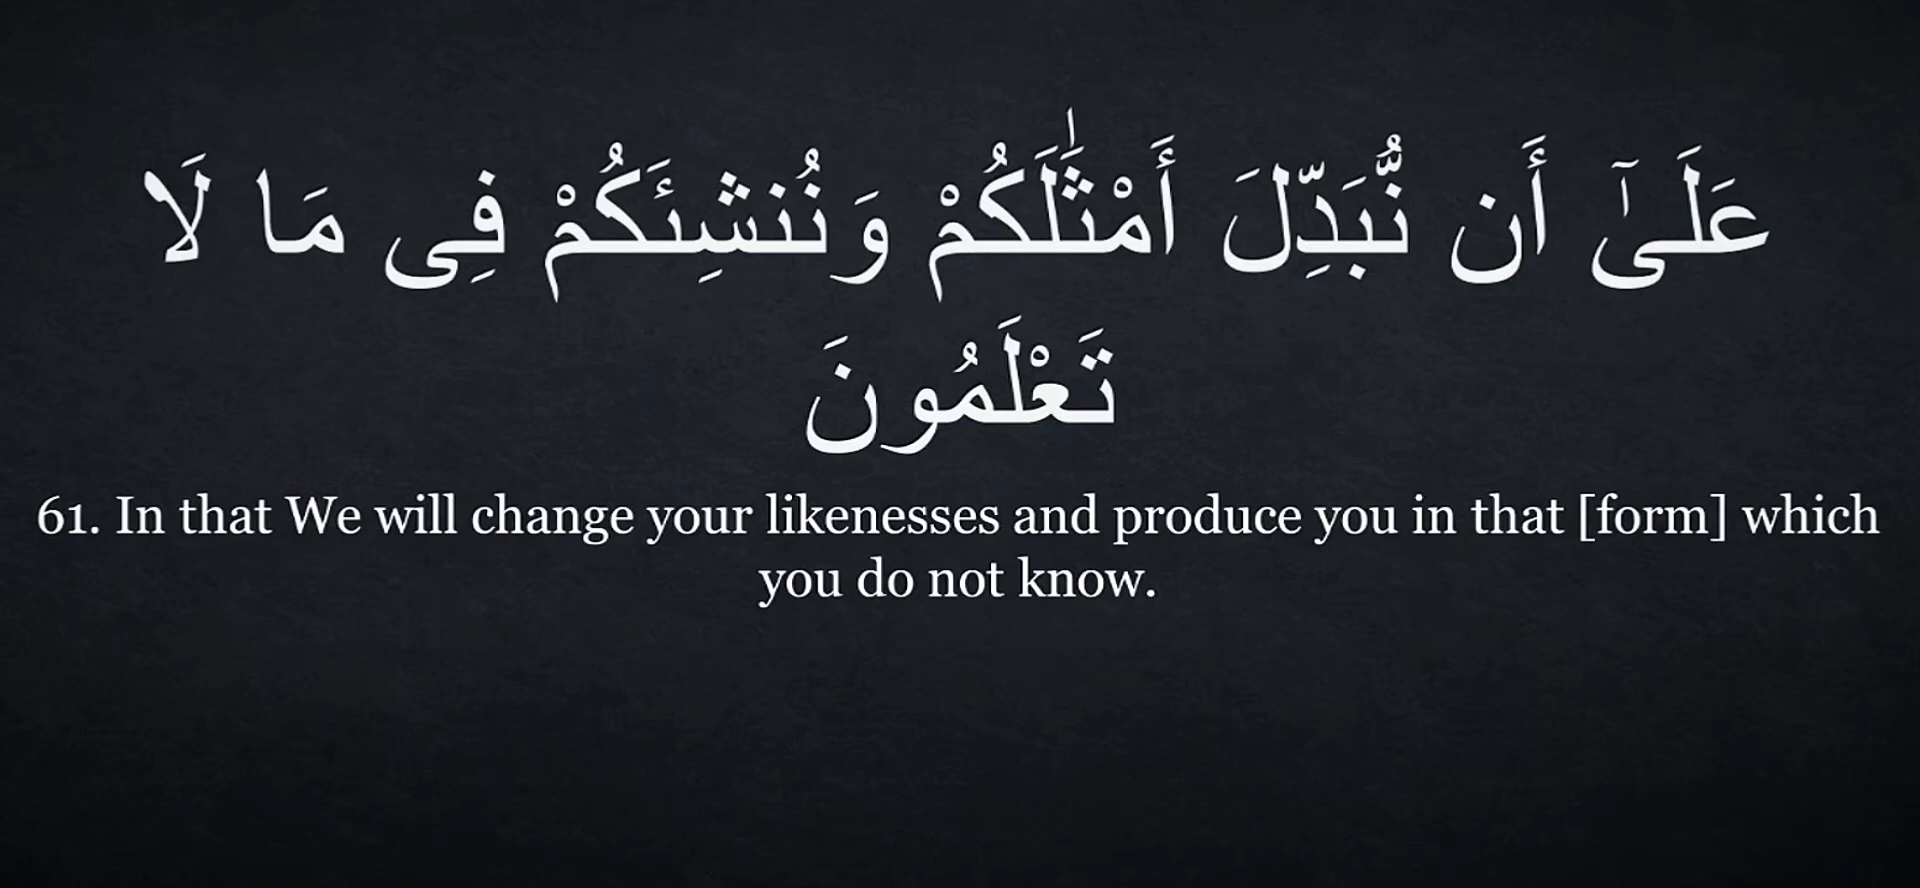 عَلَىٰٓ أَن نُّبَدِّلَ أَمْثَٰلَكُمْ وَنُنشِئَكُمْ فِى مَا لَا
تَعْلَمُونَ
61. In that We will change your likenesses and produce you in that [form] which
you do not know.